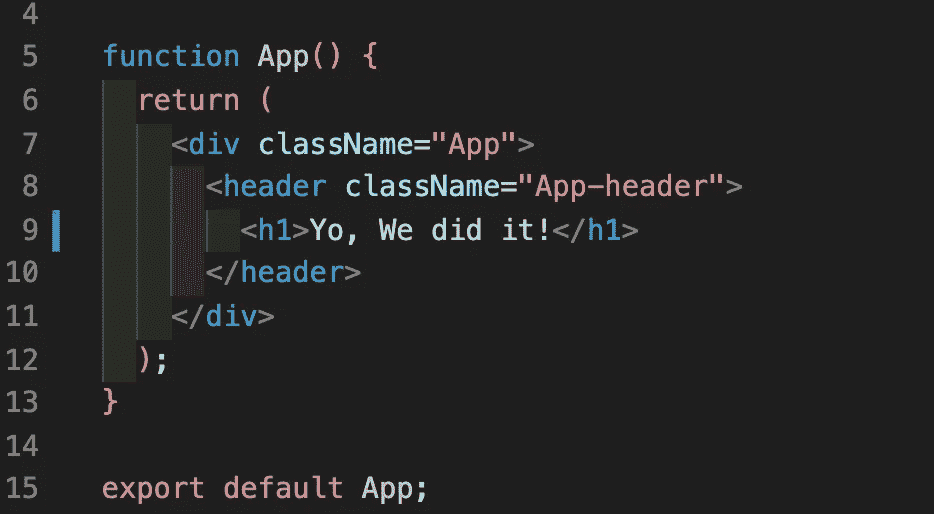 4
5 function App() {
6 return (
7 <div className="App">
8 <header className="App-header">
9 <h1>Yo, We did it!</h1>
10 </header>
11 </div>
12 );
13 }
14
15 export default App;